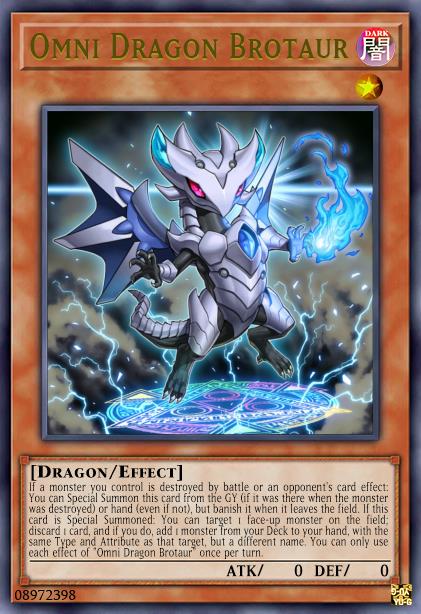 OMNI DRAGON BROTAUR
DARK
闇
[DRAGON/EFFECT]
If a monster you control is destroyed by battle or an opponent's card effect:
You can Special Summon this card from the GY (if it was there when the monster
was destroyed) or hand (even if not), but banish it when it leaves the field. If this
card is Special Summoned: You can target 1 face-up monster on the field;
discard 1 card, and if you do, add 1 monster from your Deck to your hand, with the
same Type and Attribute as that target, but a different name. You can only use
each effect of "Omni Dragon Brotaur" once per turn.
ATK/ 0 DEF/ 0
08972398